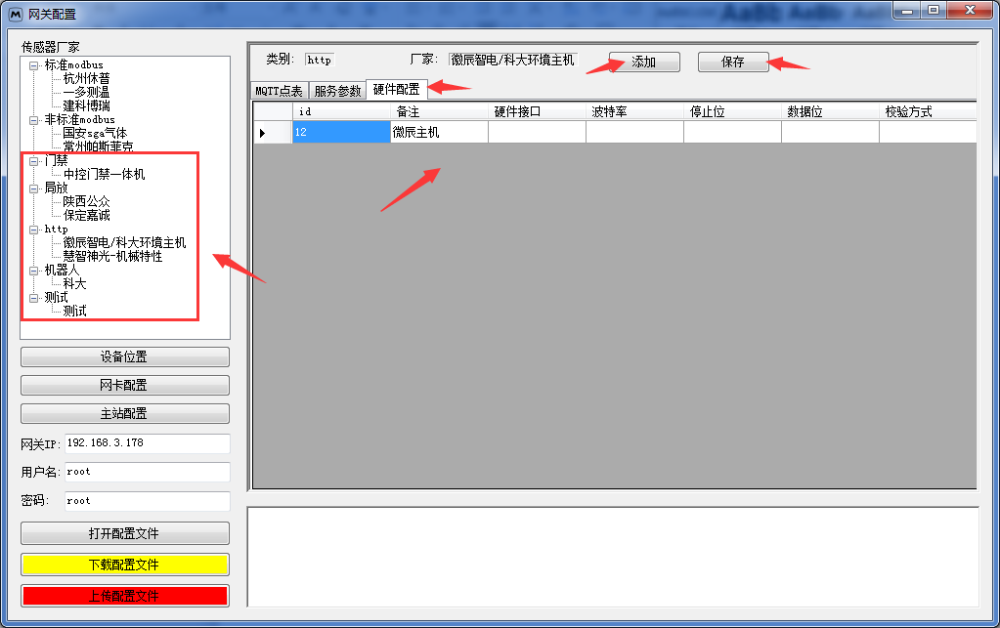 网关配置
传感器厂家
标准modbus
杭州休普
一多测温
建科博瑞
非标准modbus
国安sga气体
常州帕斯菲克
门禁
中控门禁一体机
局放
陕西公众
保定嘉诚
http
徽辰智电/科大环境主机
慧智神光-机械特性
机器人
科大
测试
测试
设备位置
网卡配置
主站配置
网关IP: 192.168.3.178
用户名: root
密码: root
打开配置文件
下载配置文件
上传配置文件
类别: http 厂家: 徽辰智电/科大环境主机 添加 保存
MQTT点表 服务参数 硬件配置
id 备注 硬件接口 波特率 停止位 数据位 校验方式
12 微辰主机